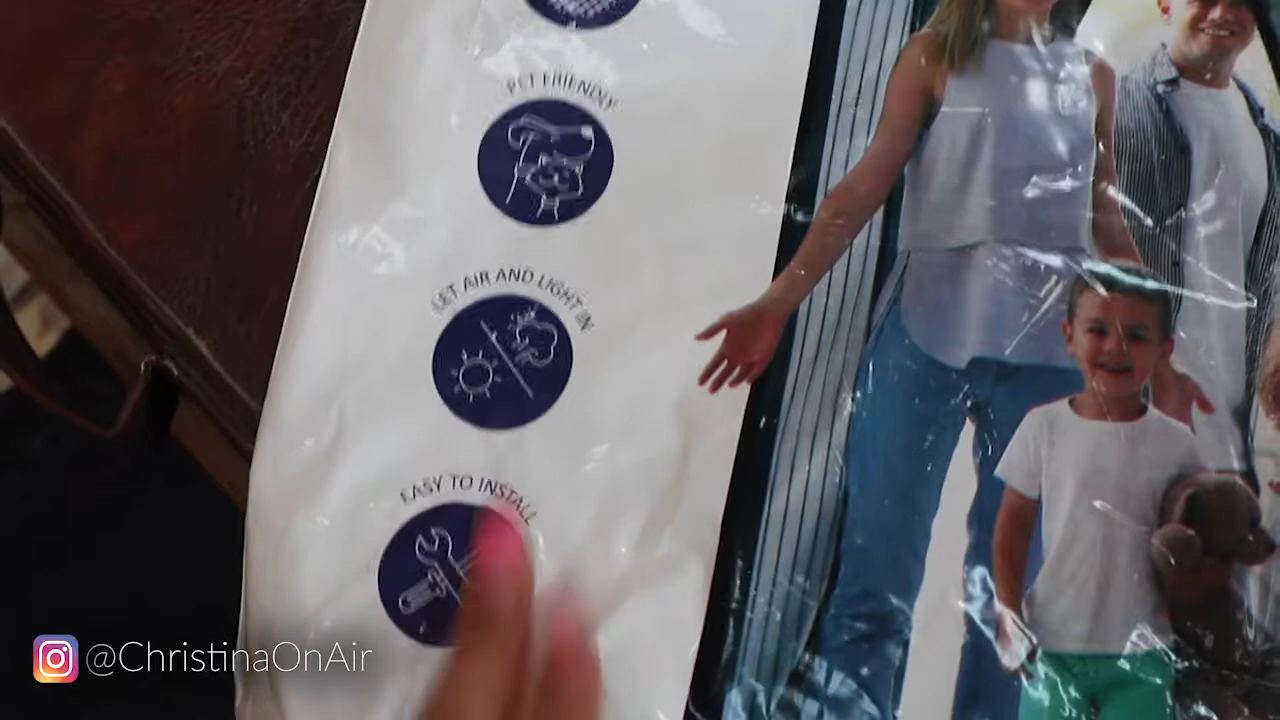 PET FRIENDLY
LET AIR AND LIGHT IN
EASY TO INSTALL
@ChristinaOnAir